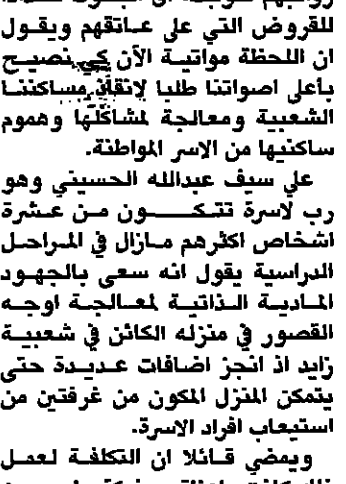 للقروض التي على عاتقهم ويقول
ان اللحظة مواتية الآن كي نصيح
بأعلى اصواتنا طلبا لإنقاذ مساكننا
الشعبية ومعالجة لمشاكلها وهموم
ساكنيها من الاسر المواطنة.
علي سيف عبدالله الحسيني وهو
رب لاسرة تتكون من عشرة
اشخاص اكثرهم مازال في المراحل
الدراسية يقول انه سعى بالجهود
المادية الذاتية لمعالجة اوجه
القصور في منزله الكائن في شعبية
زايد اذ انجز اضافات عديدة حتى
يتمكن المنزل المكون من غرفتين من
استيعاب افراد الاسرة.
ويمضي قائلا ان التكلفة لعمل